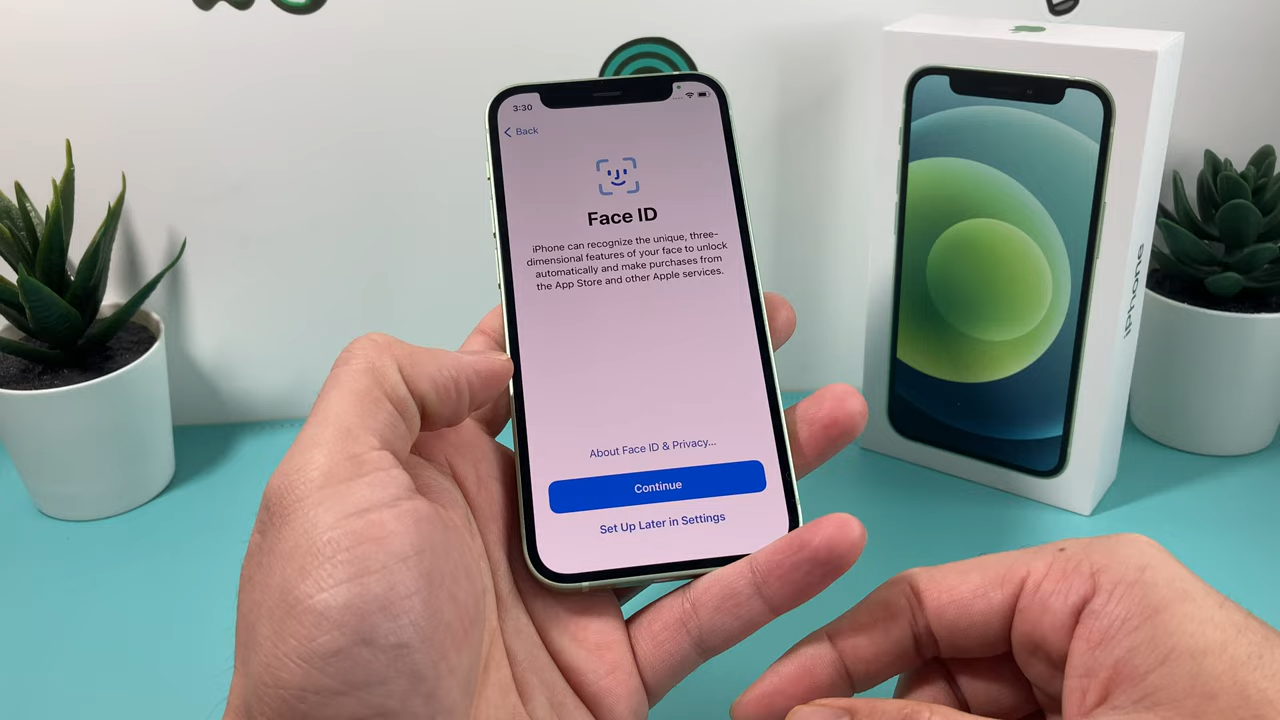 3:30
Back
Face ID
iPhone can recognize the unique, three-
dimensional features of your face to unlock
automatically and make purchases from
the App Store and other Apple services.
About Face ID & Privacy...
Continue
Set Up Later in Settings
iPhone